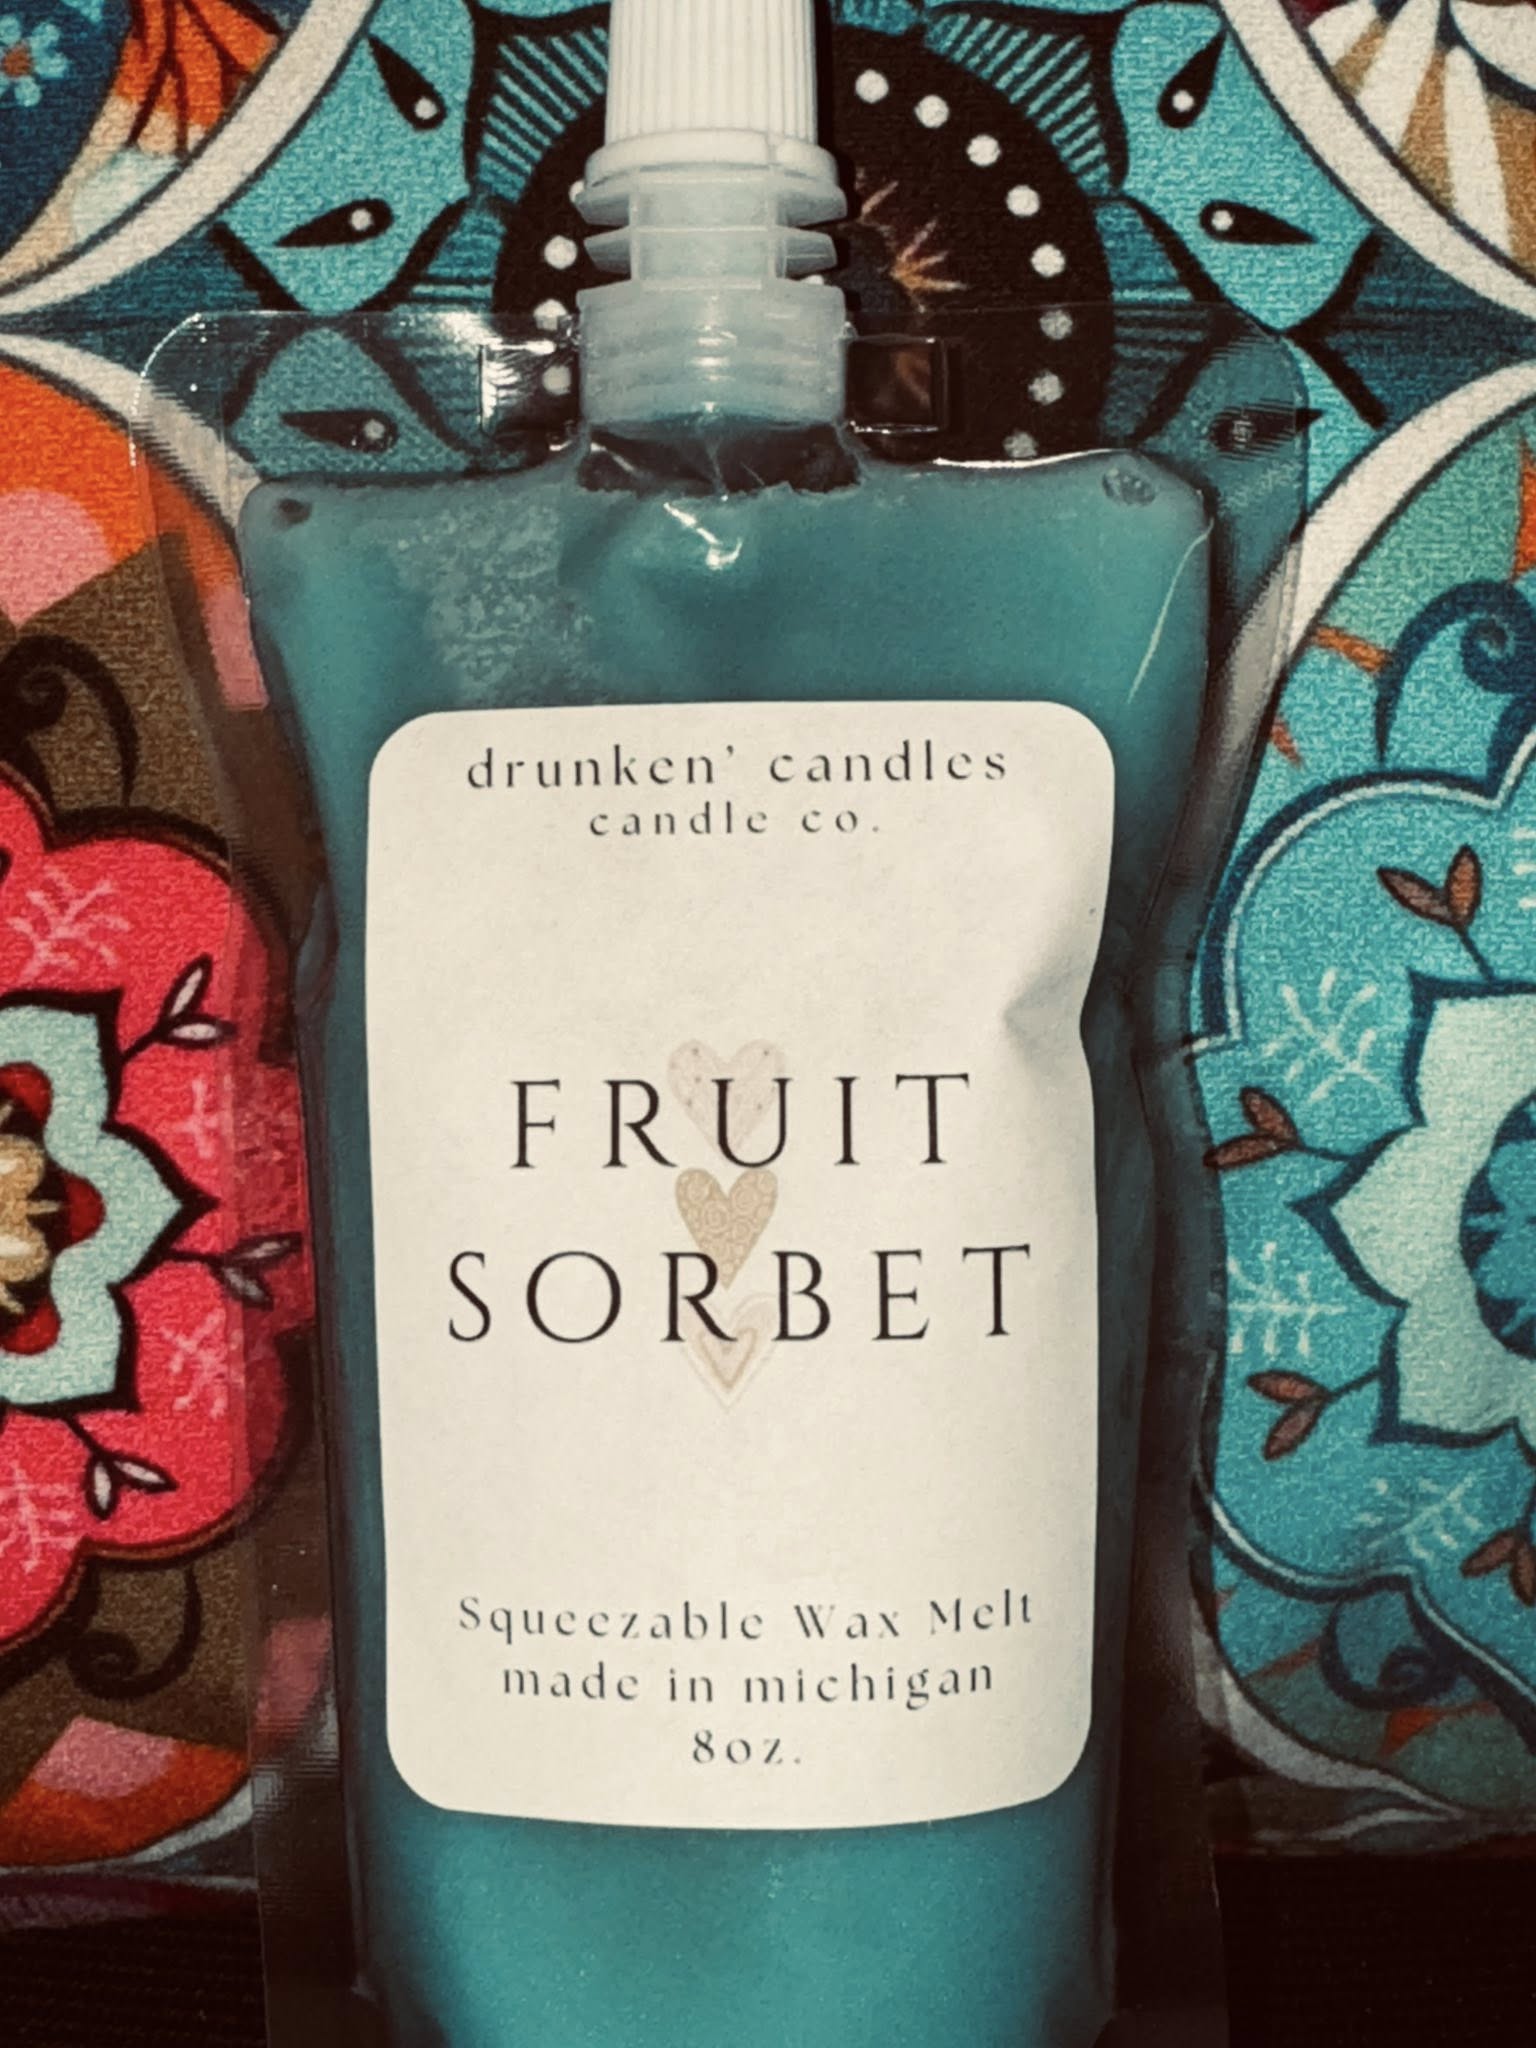 drunken' candles
candle co.
FRUIT
SORBET
Squeezable Wax Melt
made in michigan
8oz.